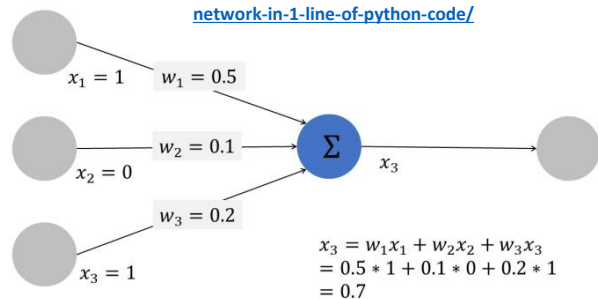 network-in-1-line-of-python-code/
x₁ = 1
w₁ = 0.5
x₂ = 0
w₂ = 0.1
Σ
x₃
w₃ = 0.2
x₃ = 1
x₃ = w₁x₁ + w₂x₂ + w₃x₃
= 0.5 * 1 + 0.1 * 0 + 0.2 * 1
= 0.7